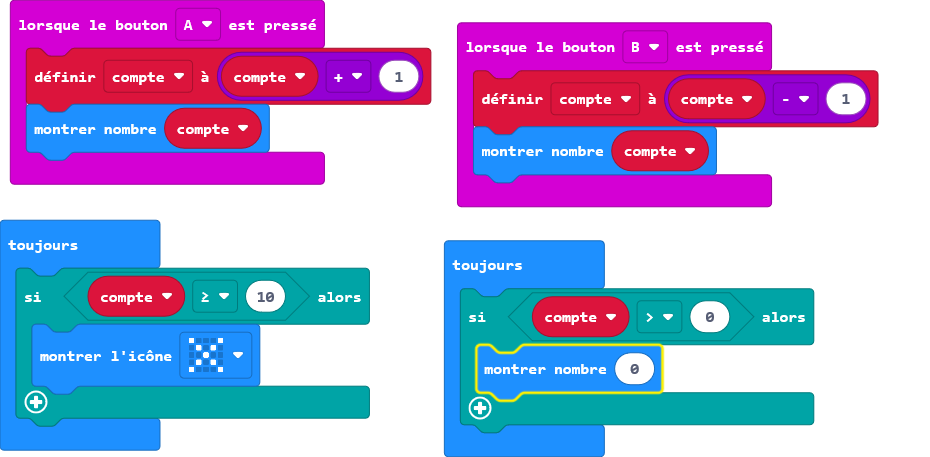 lorsque le bouton A est pressé
définir compte à compte + 1
montrer nombre compte
lorsque le bouton B est pressé
définir compte à compte - 1
montrer nombre compte
toujours
si compte ≥ 10 alors
montrer l'icône
toujours
si compte > 0 alors
montrer nombre 0